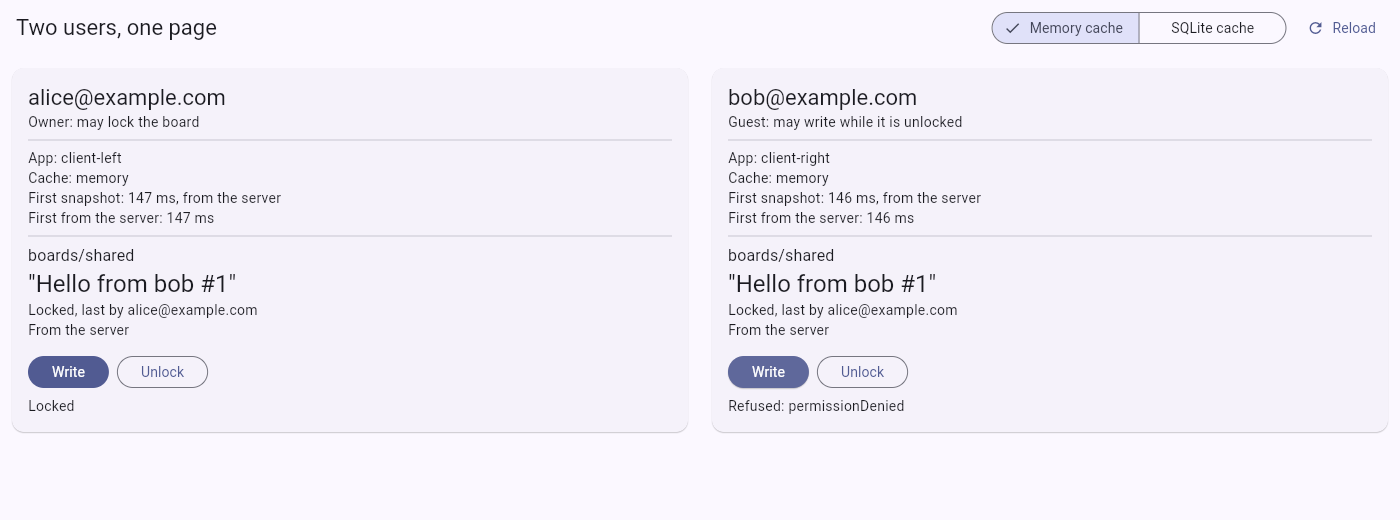 Two users, one page
Memory cache
SQLite cache
Reload
alice@example.com
Owner: may lock the board
App: client-left
Cache: memory
First snapshot: 147 ms, from the server
First from the server: 147 ms
boards/shared
"Hello from bob #1"
Locked, last by alice@example.com
From the server
Write
Unlock
Locked
bob@example.com
Guest: may write while it is unlocked
App: client-right
Cache: memory
First snapshot: 146 ms, from the server
First from the server: 146 ms
boards/shared
"Hello from bob #1"
Locked, last by alice@example.com
From the server
Write
Unlock
Refused: permissionDenied